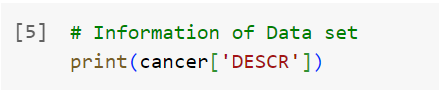 [5] # Information of Data set
print(cancer['DESCR'])